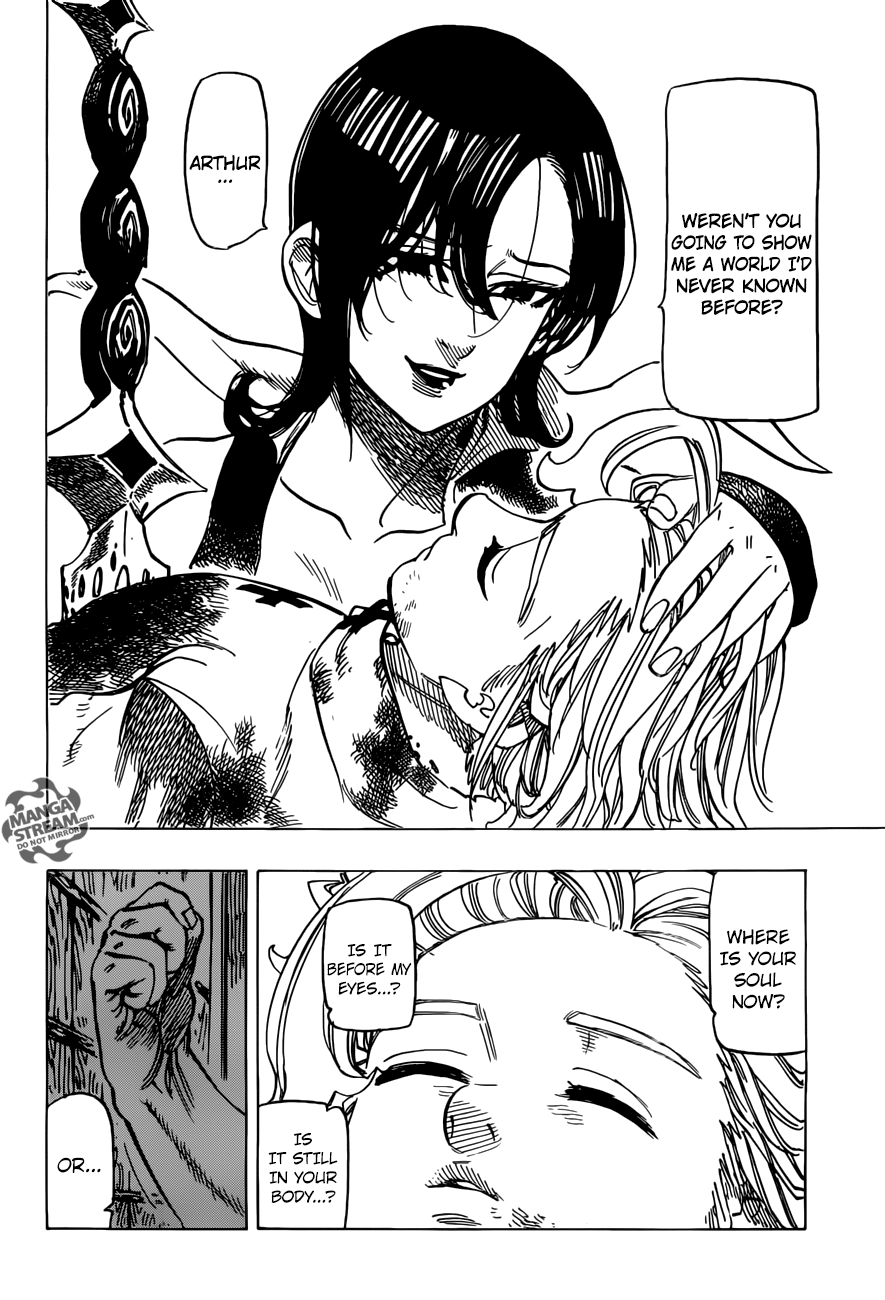 WEREN'T YOU
GOING TO SHOW
ME A WORLD I'D
NEVER KNOWN
BEFORE?
ARTHUR
...
WHERE
IS YOUR
SOUL
NOW?
IS IT
BEFORE MY
EYES...?
IS
IT STILL
IN YOUR
BODY...?
OR...
MANGA
STREAM.com
DO NOT MIRROR